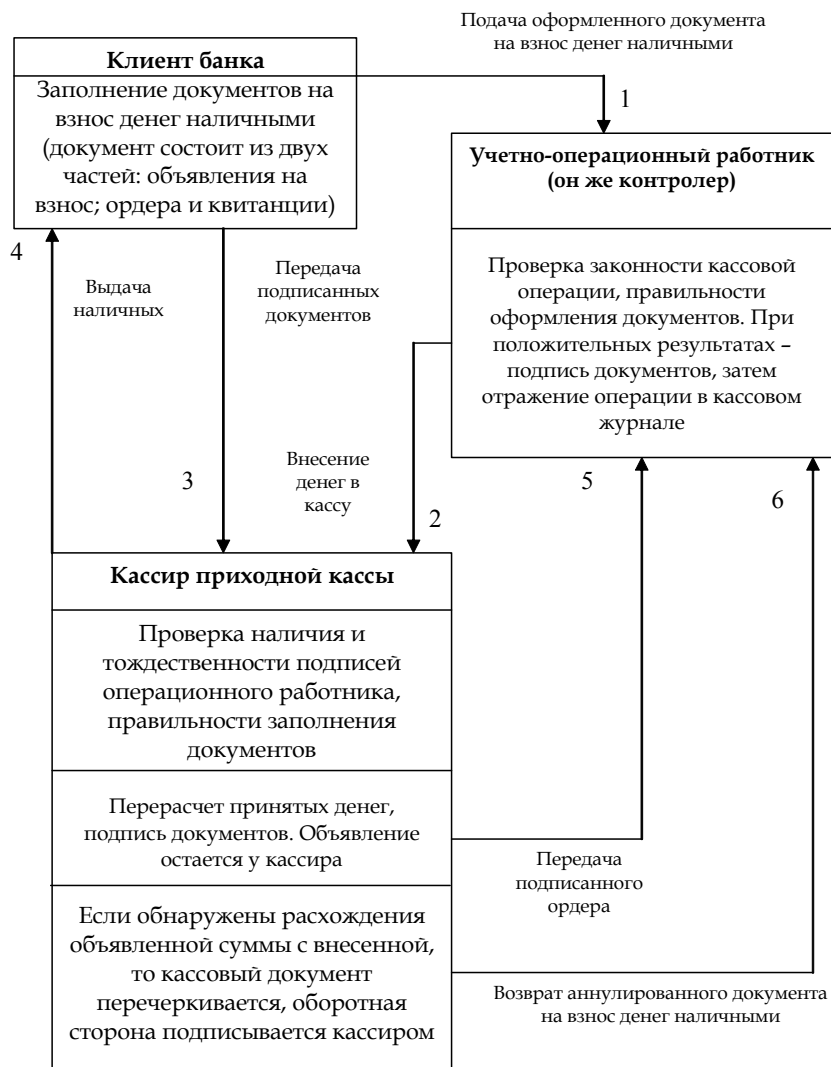 Подача оформленного документа
на взнос денег наличными
Клиент банка
Заполнение документов на
взнос денег наличными
(документ состоит из двух
частей: объявления на
взнос; ордера и квитанции)
1
Учетно-операционный работник
(он же контролер)
Проверка законности кассовой
операции, правильности
оформления документов. При
положительных результатах –
подпись документов, затем
отражение операции в кассовом
журнале
4
Выдача
наличных
Передача
подписанных
документов
3
Внесение
денег в
кассу
2
5
6
Кассир приходной кассы
Проверка наличия и
тождественности подписей
операционного работника,
правильности заполнения
документов
Перерасчет принятых денег,
подпись документов. Объявление
остается у кассира
Передача
подписанного
ордера
Если обнаружены расхождения
объявленной суммы с внесенной,
то кассовый документ
перечеркивается, оборотная
сторона подписывается кассиром
Возврат аннулированного документа
на взнос денег наличными